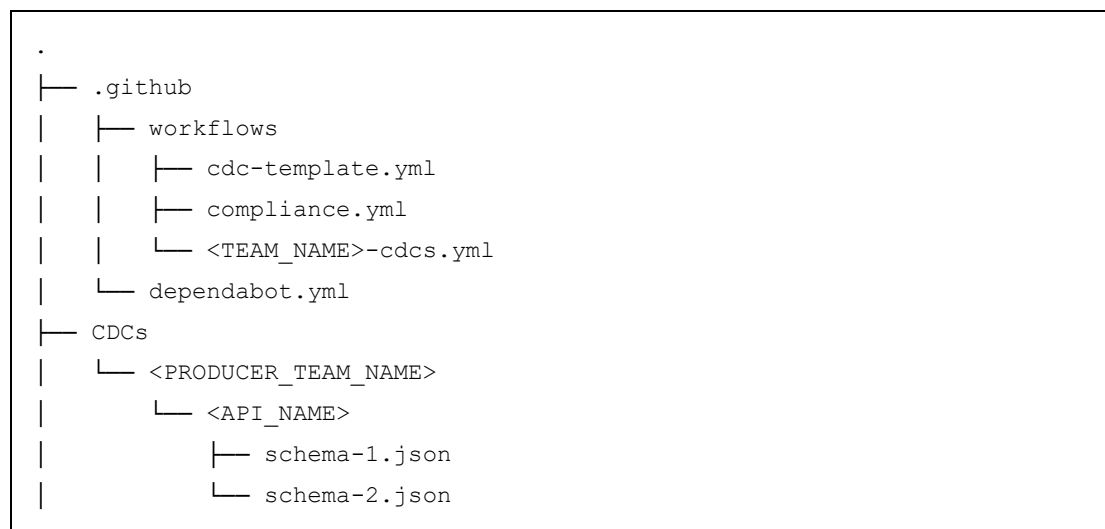 .
├── .github
│   ├── workflows
│   │   ├── cdc-template.yml
│   │   ├── compliance.yml
│   │   └── <TEAM_NAME>-cdcs.yml
│   └── dependabot.yml
├── CDCs
│   └── <PRODUCER_TEAM_NAME>
│       └── <API_NAME>
│           ├── schema-1.json
│           └── schema-2.json